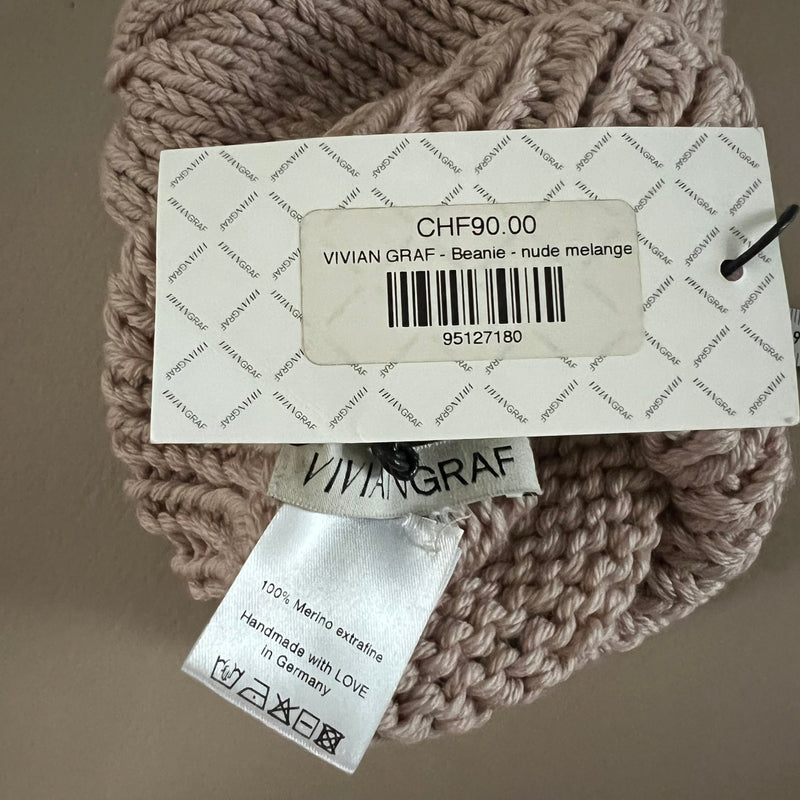 CHF90.00
VIVIAN GRAF - Beanie - nude melange
95127180
VIVIANGRAF
100% Merino extrafine
Handmade with LOVE
in Germany